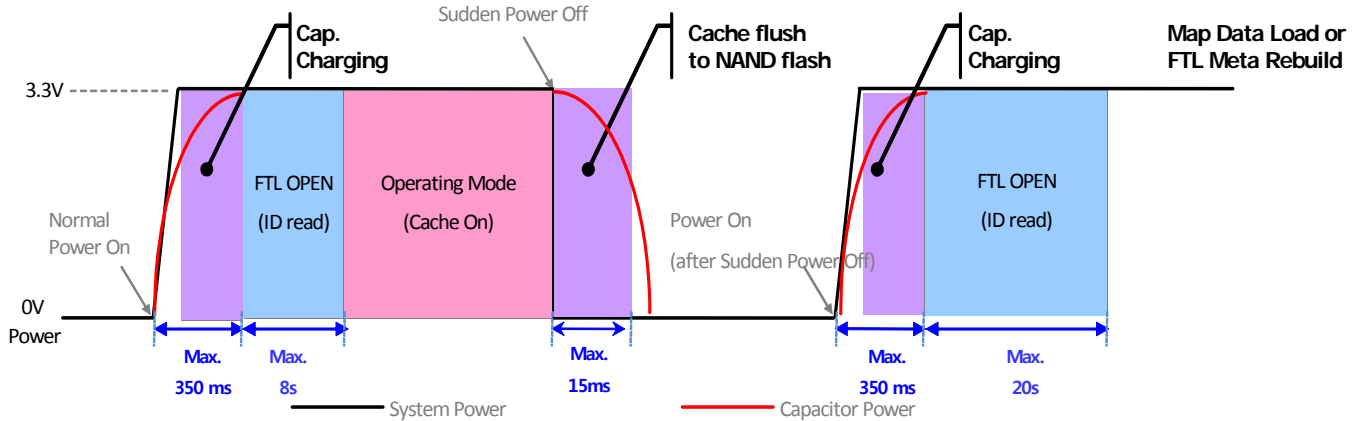 Sudden Power Off
Cap.
Charging
Cache flush
to NAND flash
Cap.
Charging
Map Data Load or
FTL Meta Rebuild
3.3V
FTL OPEN
(ID read)
Operating Mode
(Cache On)
FTL OPEN
(ID read)
Normal
Power On
Power On
(after Sudden Power Off)
0V
Power
Max.
350 ms
Max.
8s
Max.
15ms
Max.
350 ms
Max.
20s
System Power
Capacitor Power